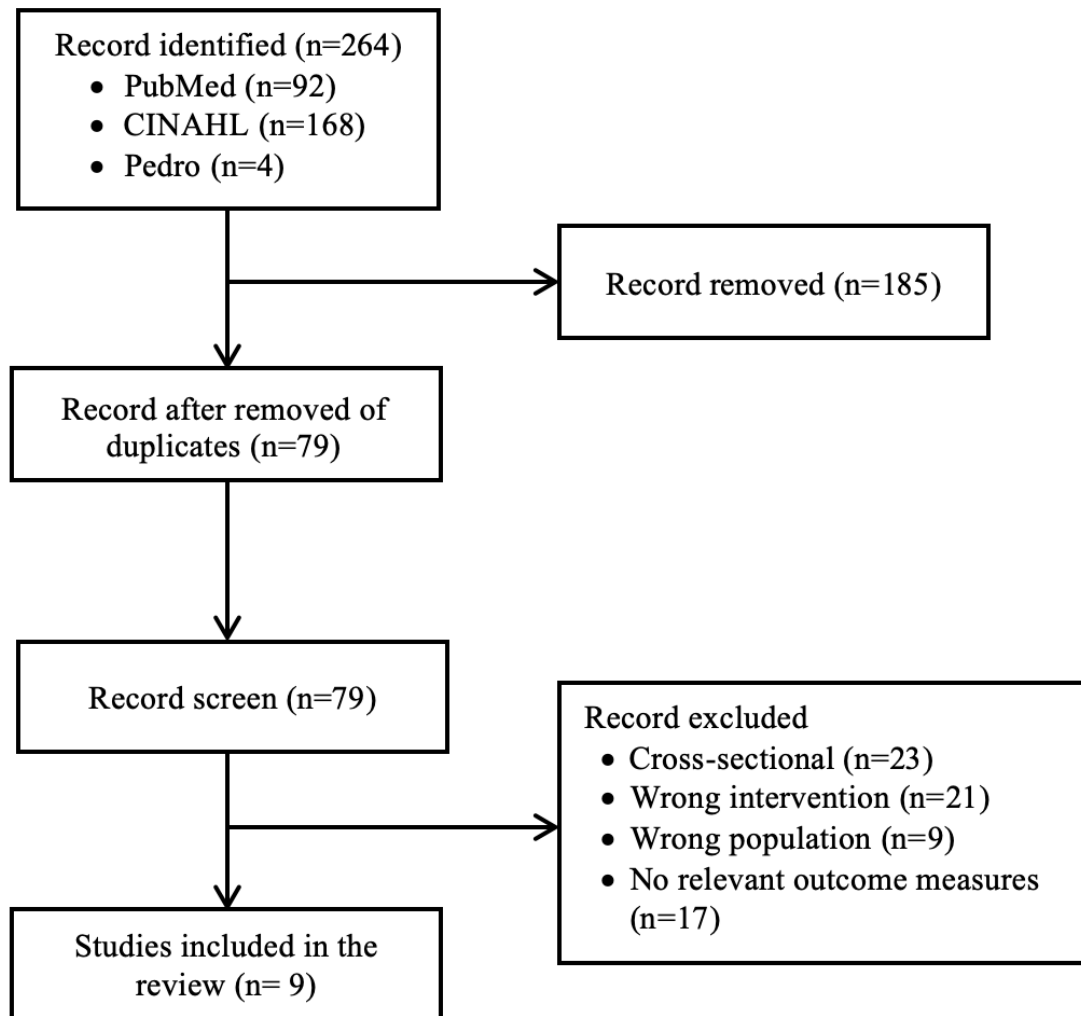 Record identified (n=264)
• PubMed (n=92)
• CINAHL (n=168)
• Pedro (n=4)
Record removed (n=185)
Record after removed of
duplicates (n=79)
Record screen (n=79)
Record excluded
• Cross-sectional (n=23)
• Wrong intervention (n=21)
• Wrong population (n=9)
• No relevant outcome measures
(n=17)
Studies included in the
review (n= 9)